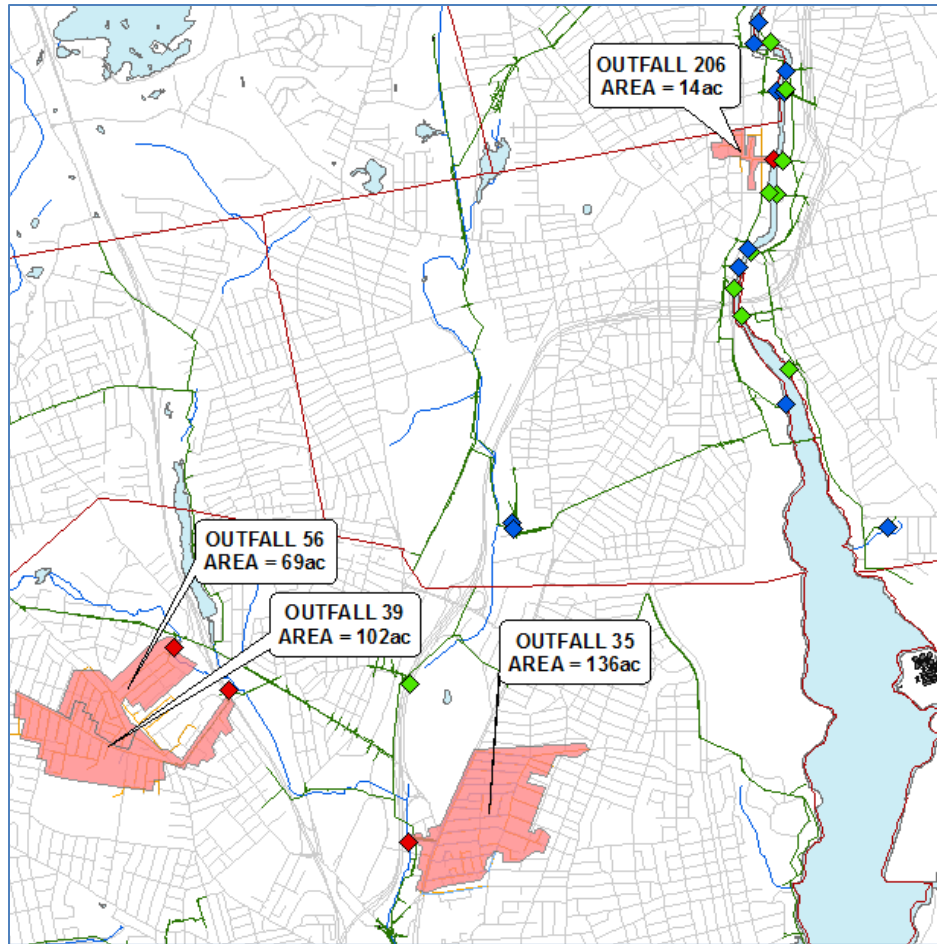 OUTFALL 206
AREA = 14ac
OUTFALL 56
AREA = 69ac
OUTFALL 39
AREA = 102ac
OUTFALL 35
AREA = 136ac